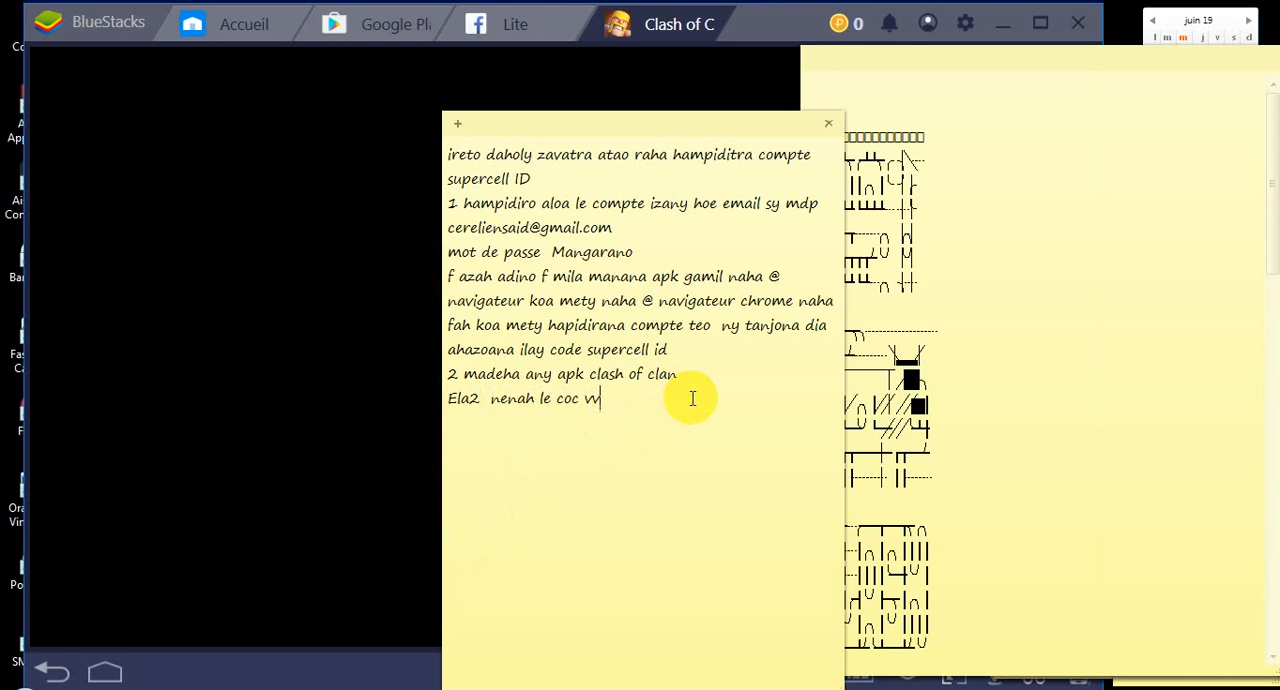 BlueStacks
Accueil
Google Pl
Lite
Clash of C
0
juin 19
l m m j v s d
ireto daholy zavatra atao raha hampiditra compte
supercell ID
1 hampidiro aloa le compte izany hoe email sy mdp
cereliensaid@gmail.com
mot de passe Mangarano
f azah adino f mila manana apk gamil naha @
navigateur koa mety naha @ navigateur chrome naha
fah koa mety hapidirana compte teo ny tanjona dia
ahazoana ilay code supercell id
2 madeha any apk clash of clan
Ela2 nenah le coc vv